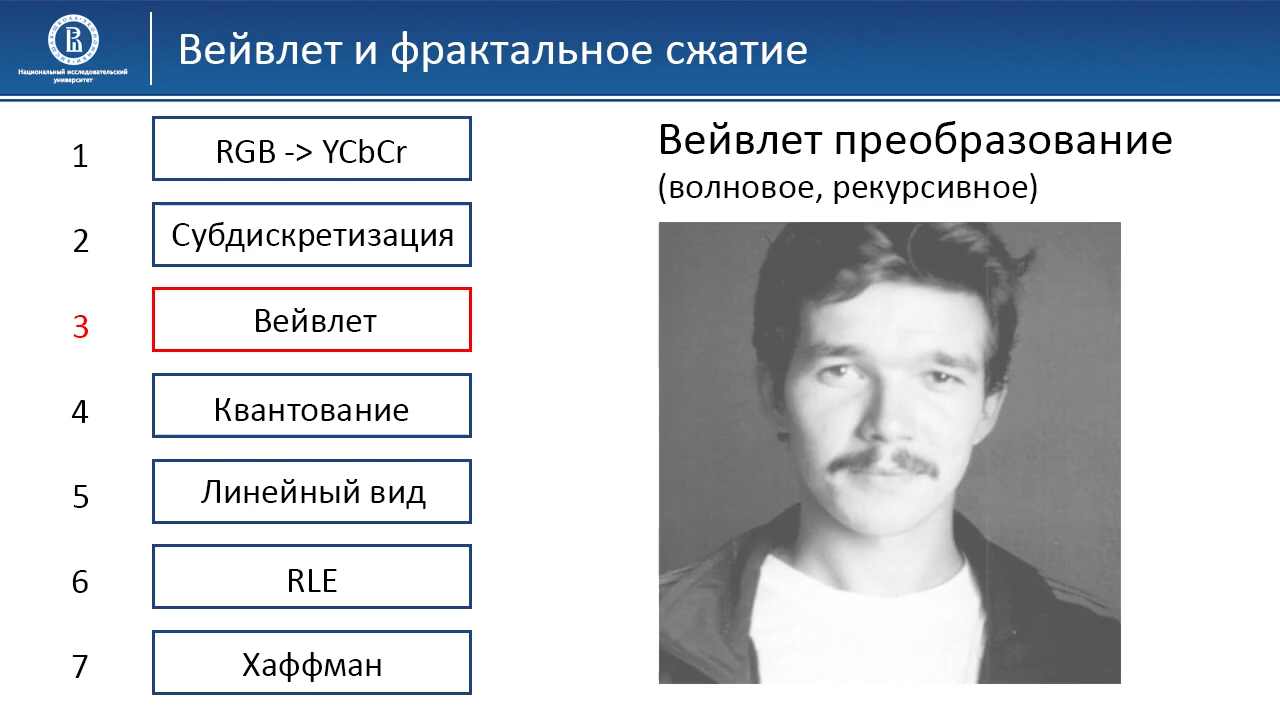 Национальный исследовательский
университет
Вейвлет и фрактальное сжатие
1 RGB -> YCbCr
2 Субдискретизация
3 Вейвлет
4 Квантование
5 Линейный вид
6 RLE
7 Хаффман
Вейвлет преобразование
(волновое, рекурсивное)